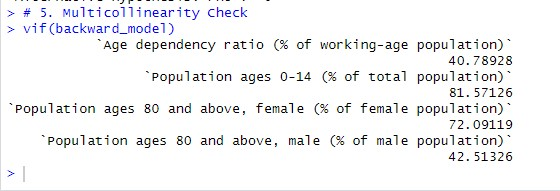 > # 5. Multicollinearity Check
> vif(backward_model)
`Age dependency ratio (% of working-age population)`
40.78928
`Population ages 0-14 (% of total population)`
81.57126
`Population ages 80 and above, female (% of female population)`
72.09119
`Population ages 80 and above, male (% of male population)`
42.51326
>